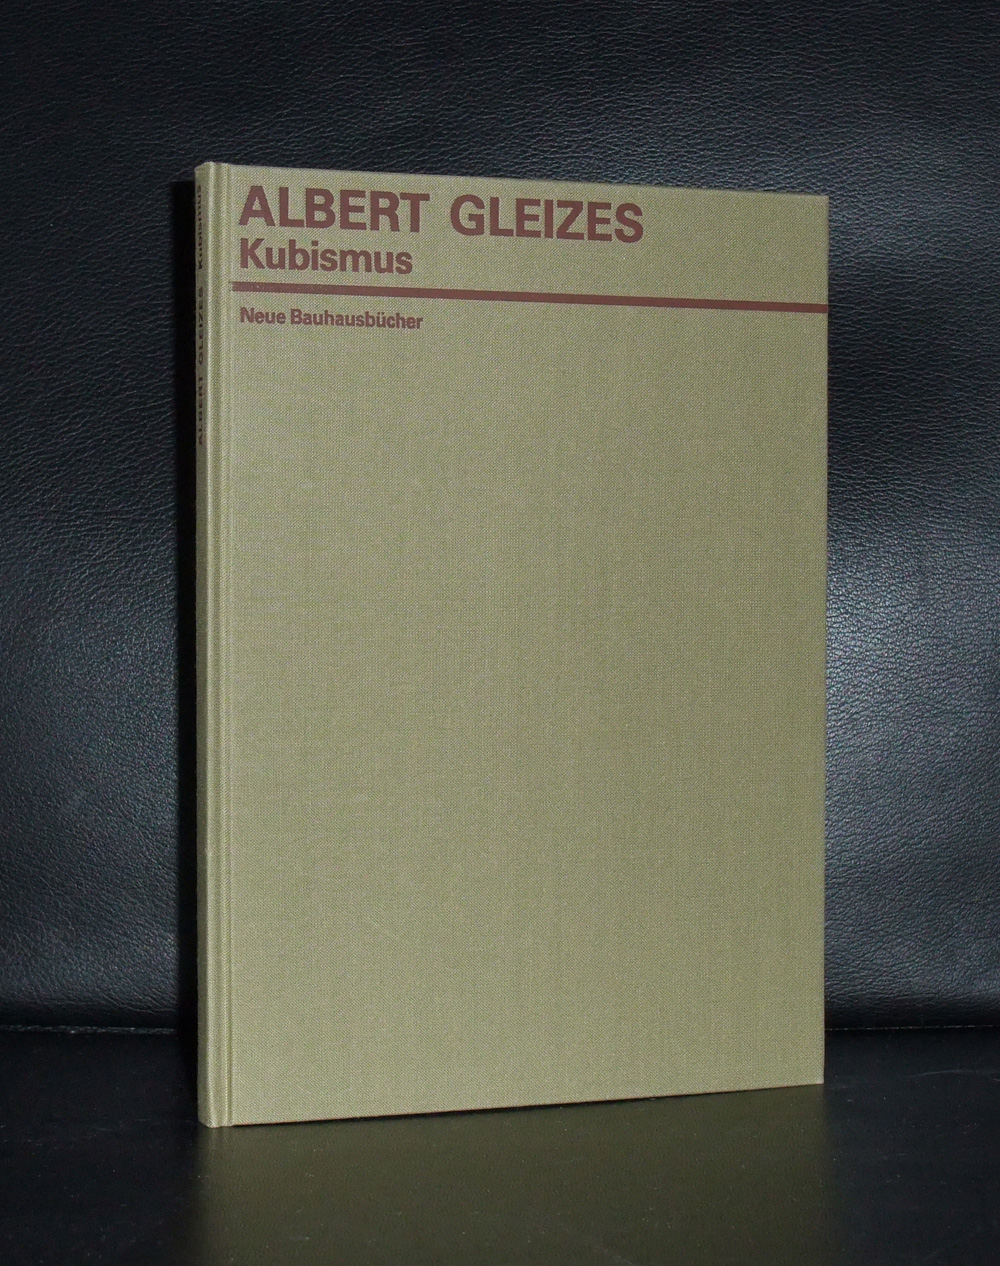 ALBERT GLEIZES
Kubismus
Neue Bauhausbücher
ALBERT GLEIZES Kubismus